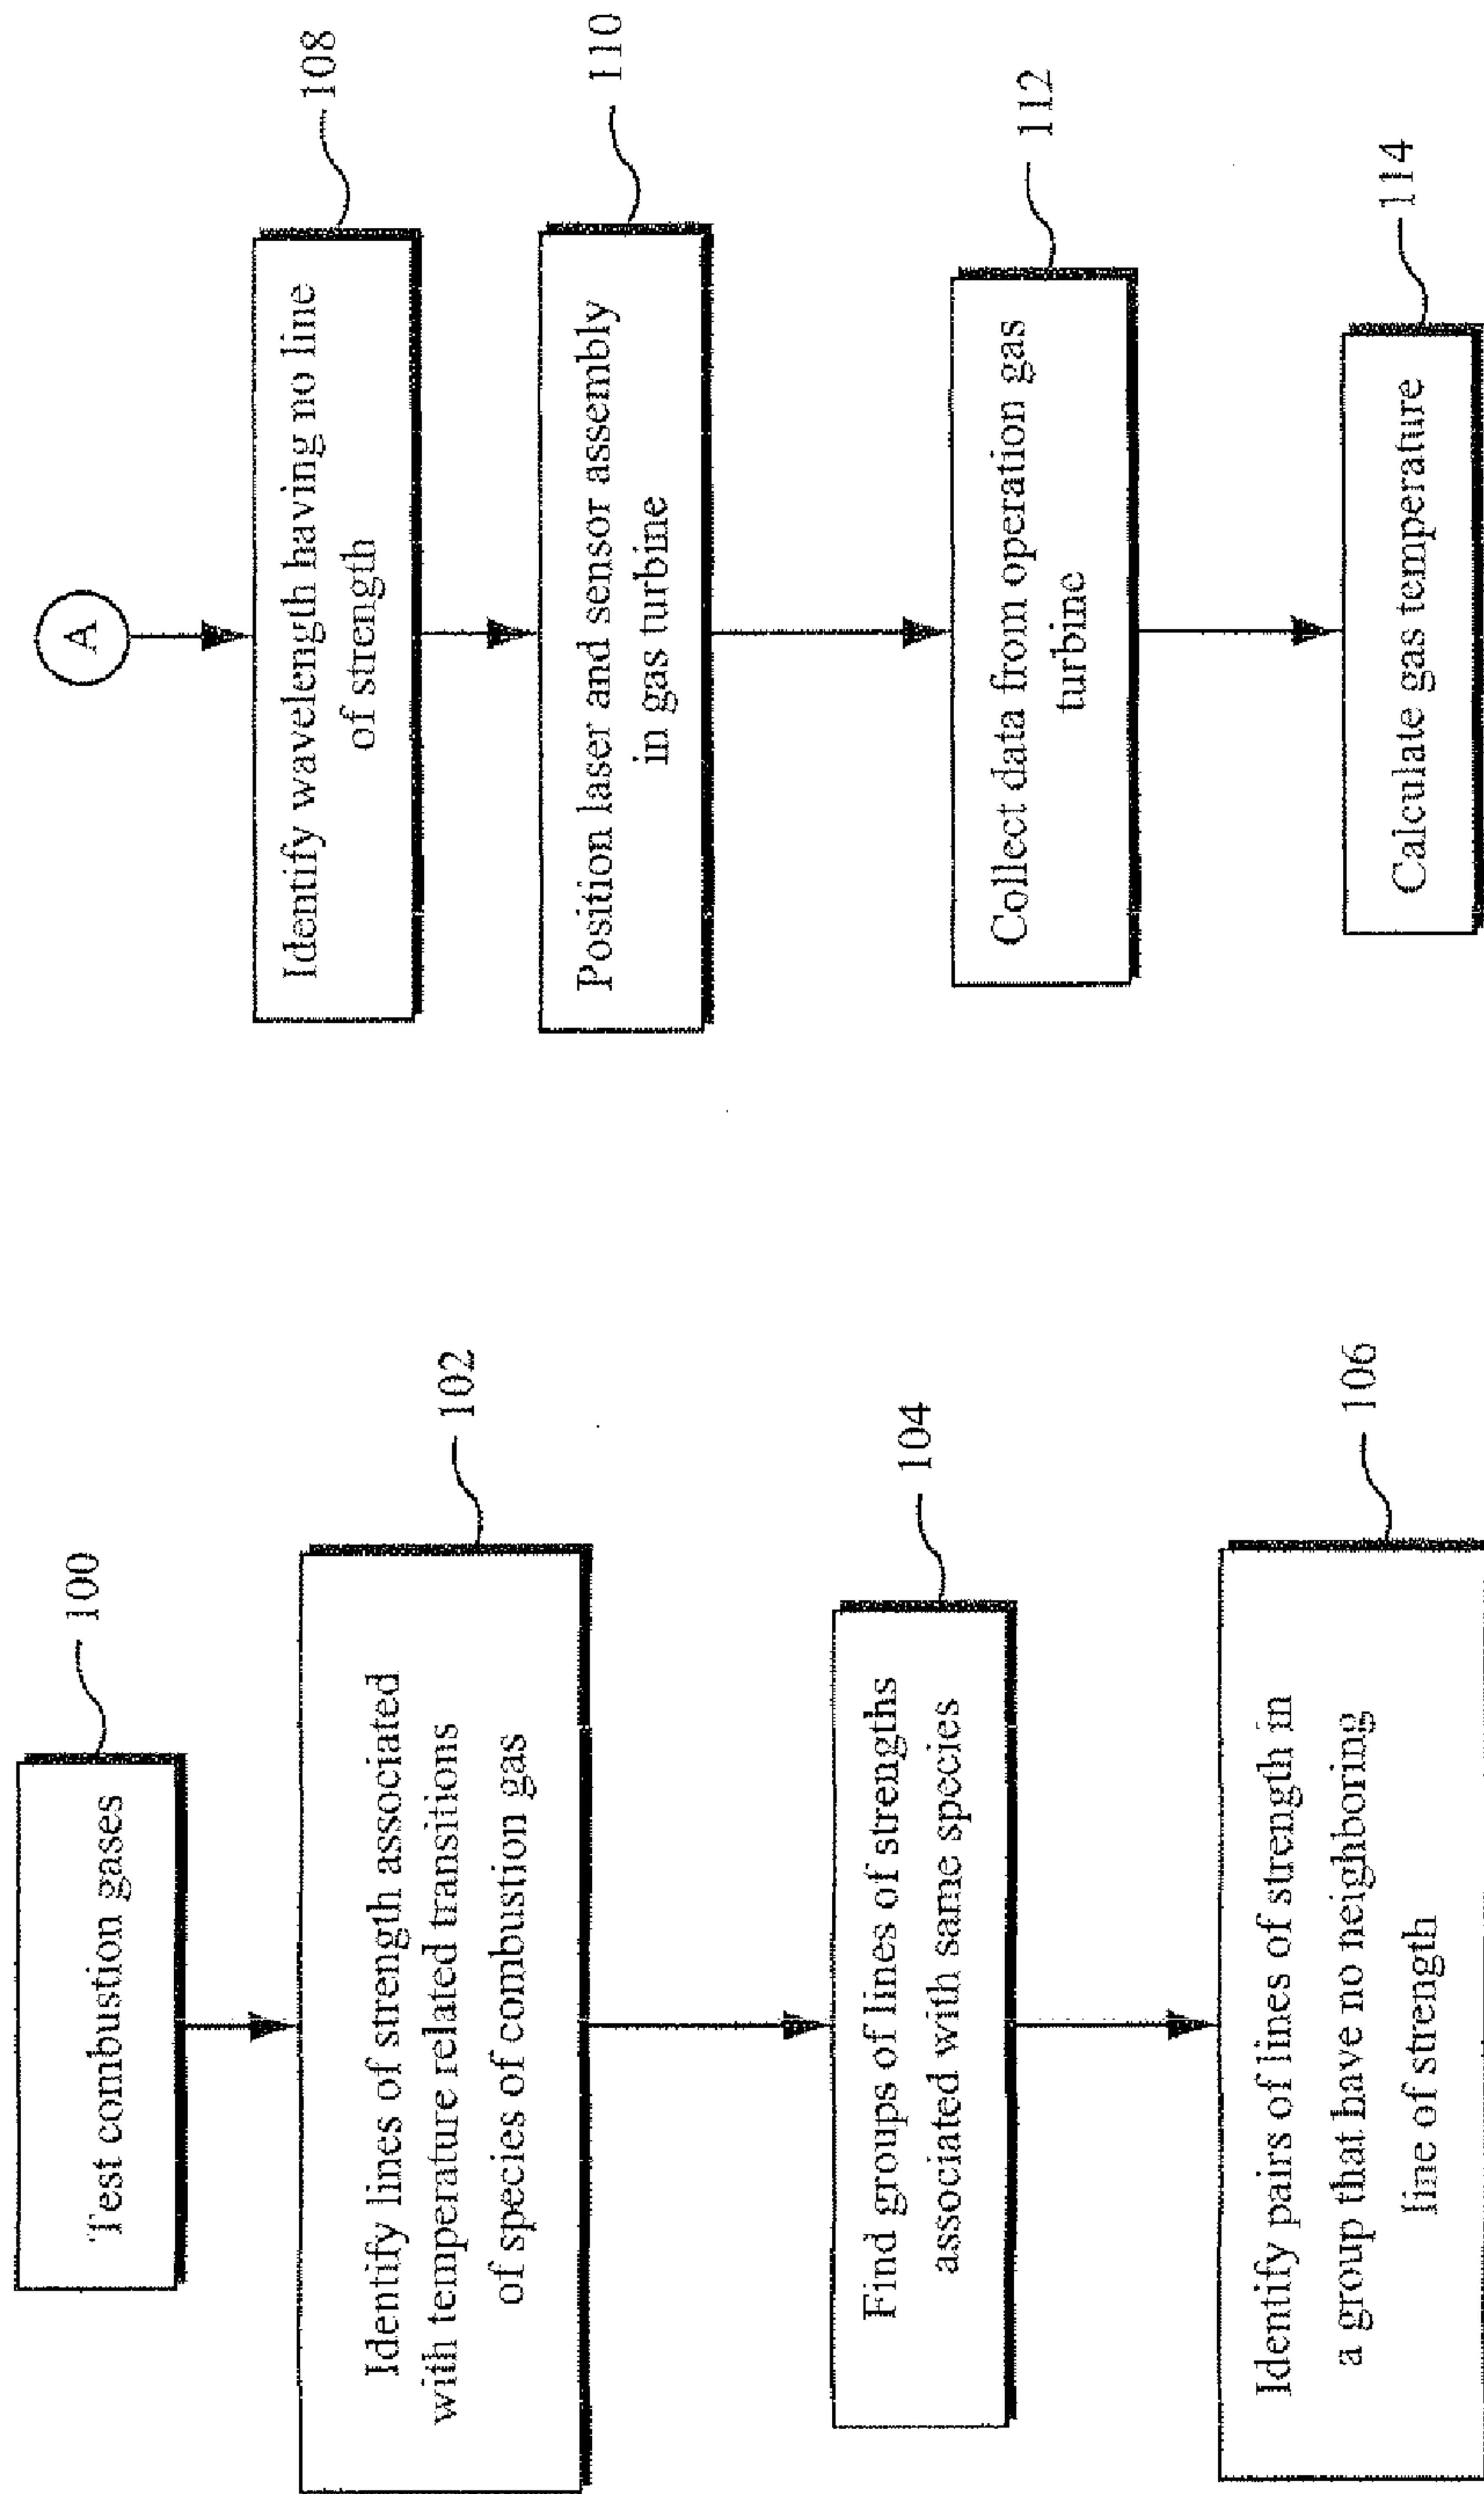 Test combustion gases
100
Identify lines of strength associated
with temperature related transitions
of species of combustion gas
102
Find groups of lines of strengths
associated with same species
104
Identify pairs of lines of strength in
a group that have no neighboring
line of strength
106
A
Identify wavelength having no line
of strength
108
Position laser and sensor assembly
in gas turbine
110
Collect data from operation gas
turbine
112
Calculate gas temperature
114